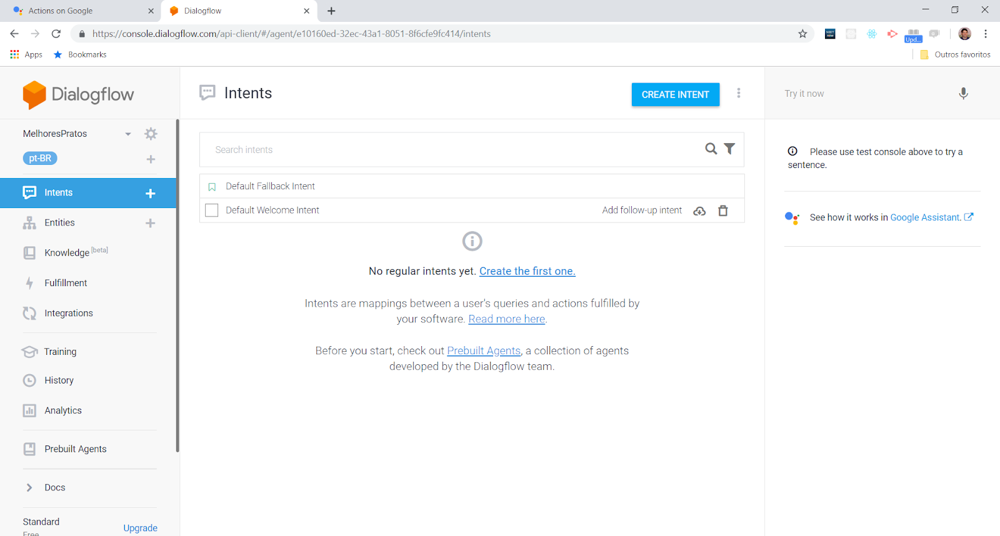 Actions on Google
Dialogflow
https://console.dialogflow.com/api-client/#/agent/e10160ed-32ec-43a1-8051-8f6cfe9fc414/intents
Upd...
Apps
Bookmarks
Outros favoritos
Dialogflow
MelhoresPratos
pt-BR
Intents
Entities
Knowledge [beta]
Fulfillment
Integrations
Training
History
Analytics
Prebuilt Agents
Docs
Standard
Free
Upgrade
Intents
CREATE INTENT
Search intents
Default Fallback Intent
Default Welcome Intent
Add follow-up intent
No regular intents yet. Create the first one.
Intents are mappings between a user's queries and actions fulfilled by
your software. Read more here.
Before you start, check out Prebuilt Agents, a collection of agents
developed by the Dialogflow team.
Try it now
Please use test console above to try a
sentence.
See how it works in Google Assistant.